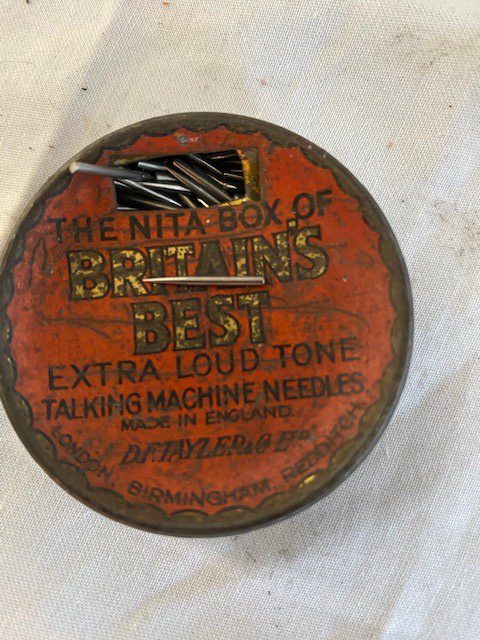 THE NITA BOX OF
BRITAIN'S
BEST
EXTRA LOUD TONE
TALKING MACHINE NEEDLES
MADE IN ENGLAND.
D.F. TAYLER & Co LTD.
LONDON, BIRMINGHAM, REDDITCH